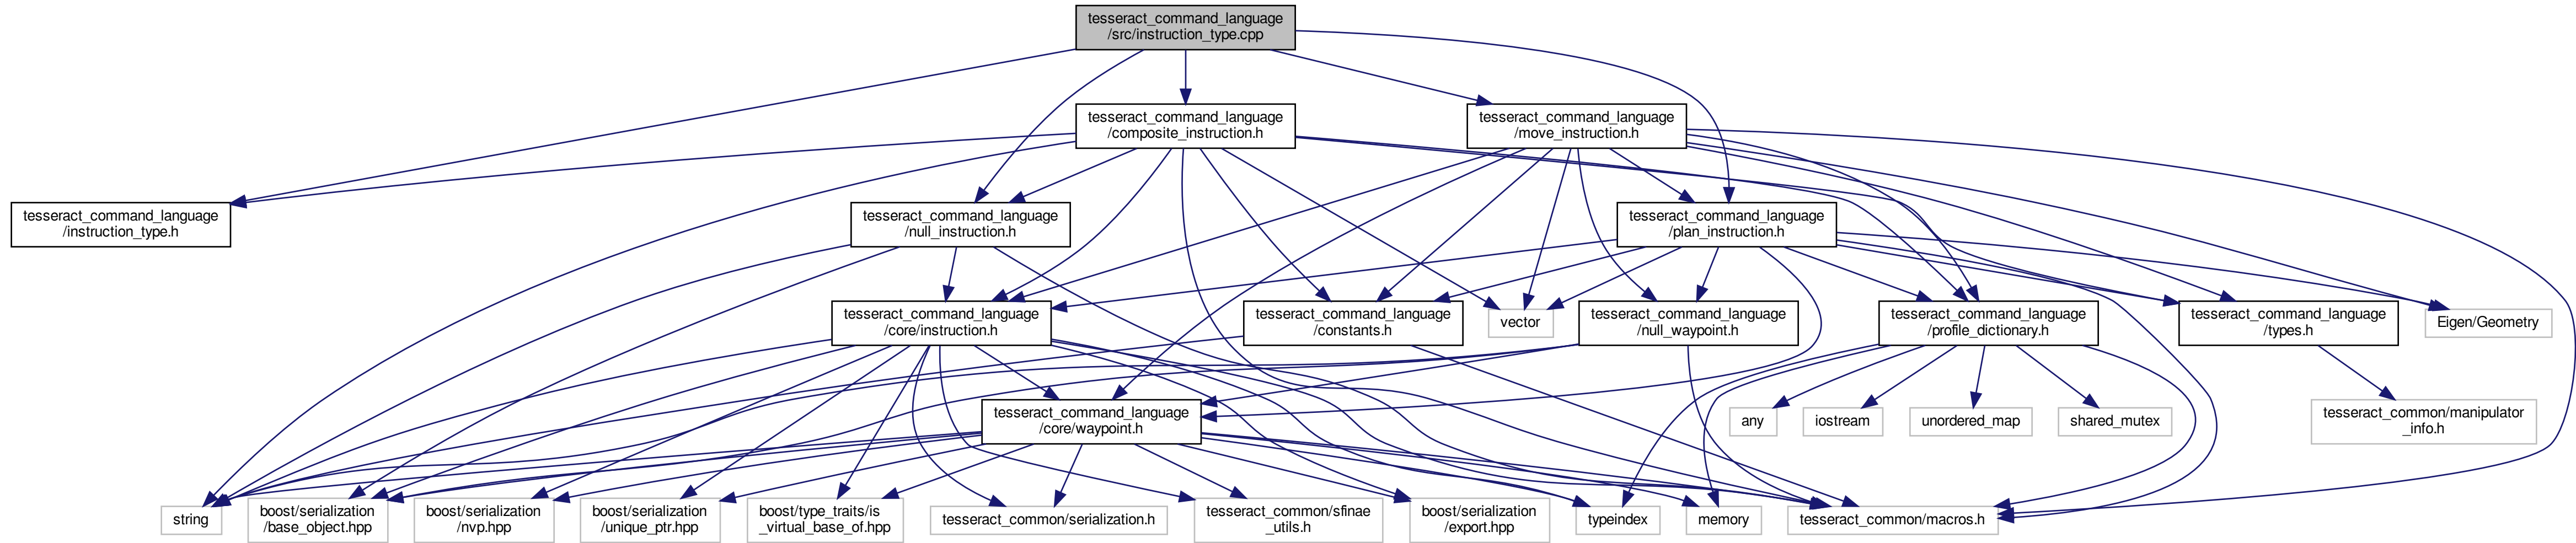 tesseract_command_language
/src/instruction_type.cpp
tesseract_command_language
/composite_instruction.h
tesseract_command_language
/move_instruction.h
tesseract_command_language
/instruction_type.h
tesseract_command_language
/null_instruction.h
tesseract_command_language
/plan_instruction.h
tesseract_command_language
/core/instruction.h
tesseract_command_language
/constants.h
vector
tesseract_command_language
/null_waypoint.h
tesseract_command_language
/profile_dictionary.h
tesseract_command_language
/types.h
Eigen/Geometry
tesseract_command_language
/core/waypoint.h
any
iostream
unordered_map
shared_mutex
tesseract_common/manipulator
_info.h
string
boost/serialization
/base_object.hpp
boost/serialization
/nvp.hpp
boost/serialization
/unique_ptr.hpp
boost/type_traits/is
_virtual_base_of.hpp
tesseract_common/serialization.h
tesseract_common/sfinae
_utils.h
boost/serialization
/export.hpp
typeindex
memory
tesseract_common/macros.h